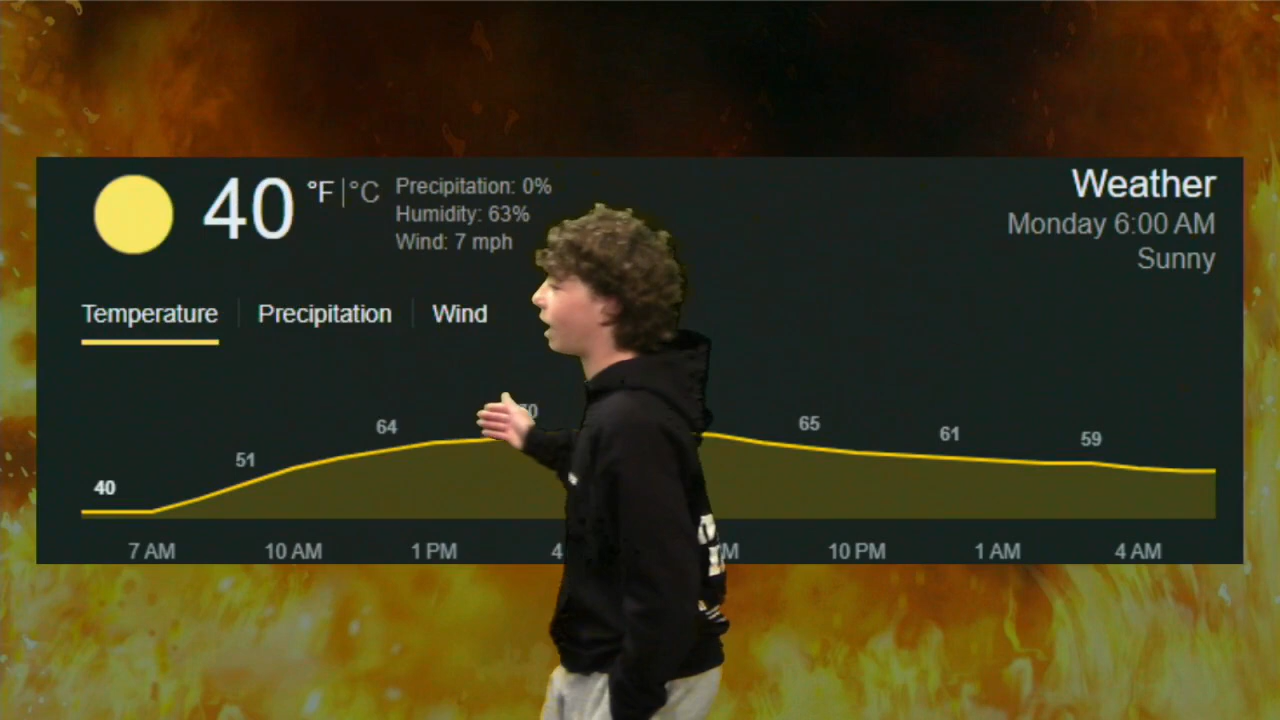 40 °F | °C
Precipitation: 0%
Humidity: 63%
Wind: 7 mph
Weather
Monday 6:00 AM
Sunny
Temperature Precipitation Wind
40 51 64 65 61 59
7 AM 10 AM 1 PM 4 10 PM 1 AM 4 AM